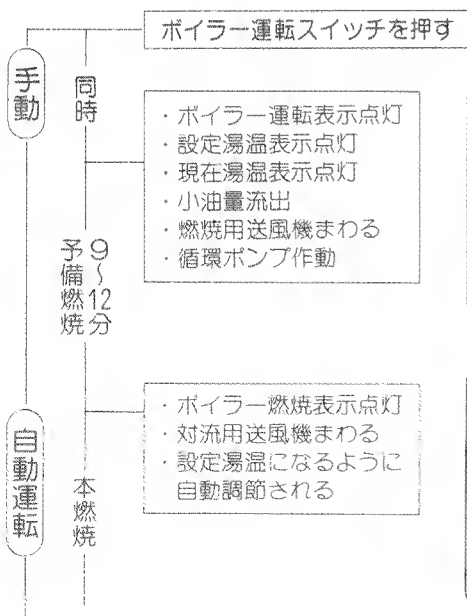 ボイラー運転スイッチを押す
手動
同時
・ボイラー運転表示点灯
・設定湯温表示点灯
・現在湯温表示点灯
・小油量流出
・燃焼用送風機まわる
・循環ポンプ作動
9〜12分
予備燃焼
・ボイラー燃焼表示点灯
・対流用送風機まわる
・設定湯温になるように
自動調節される
自動運転
本燃焼